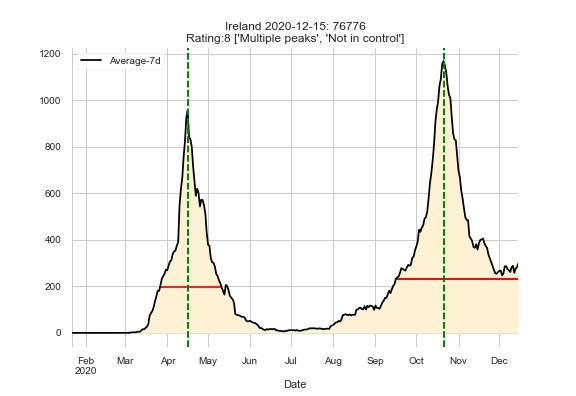 Ireland 2020-12-15: 76776
Rating:8 ['Multiple peaks', 'Not in control']
Average-7d
1200
1000
800
600
400
200
0
Feb Mar Apr May Jun Jul Aug Sep Oct Nov Dec
2020
Date